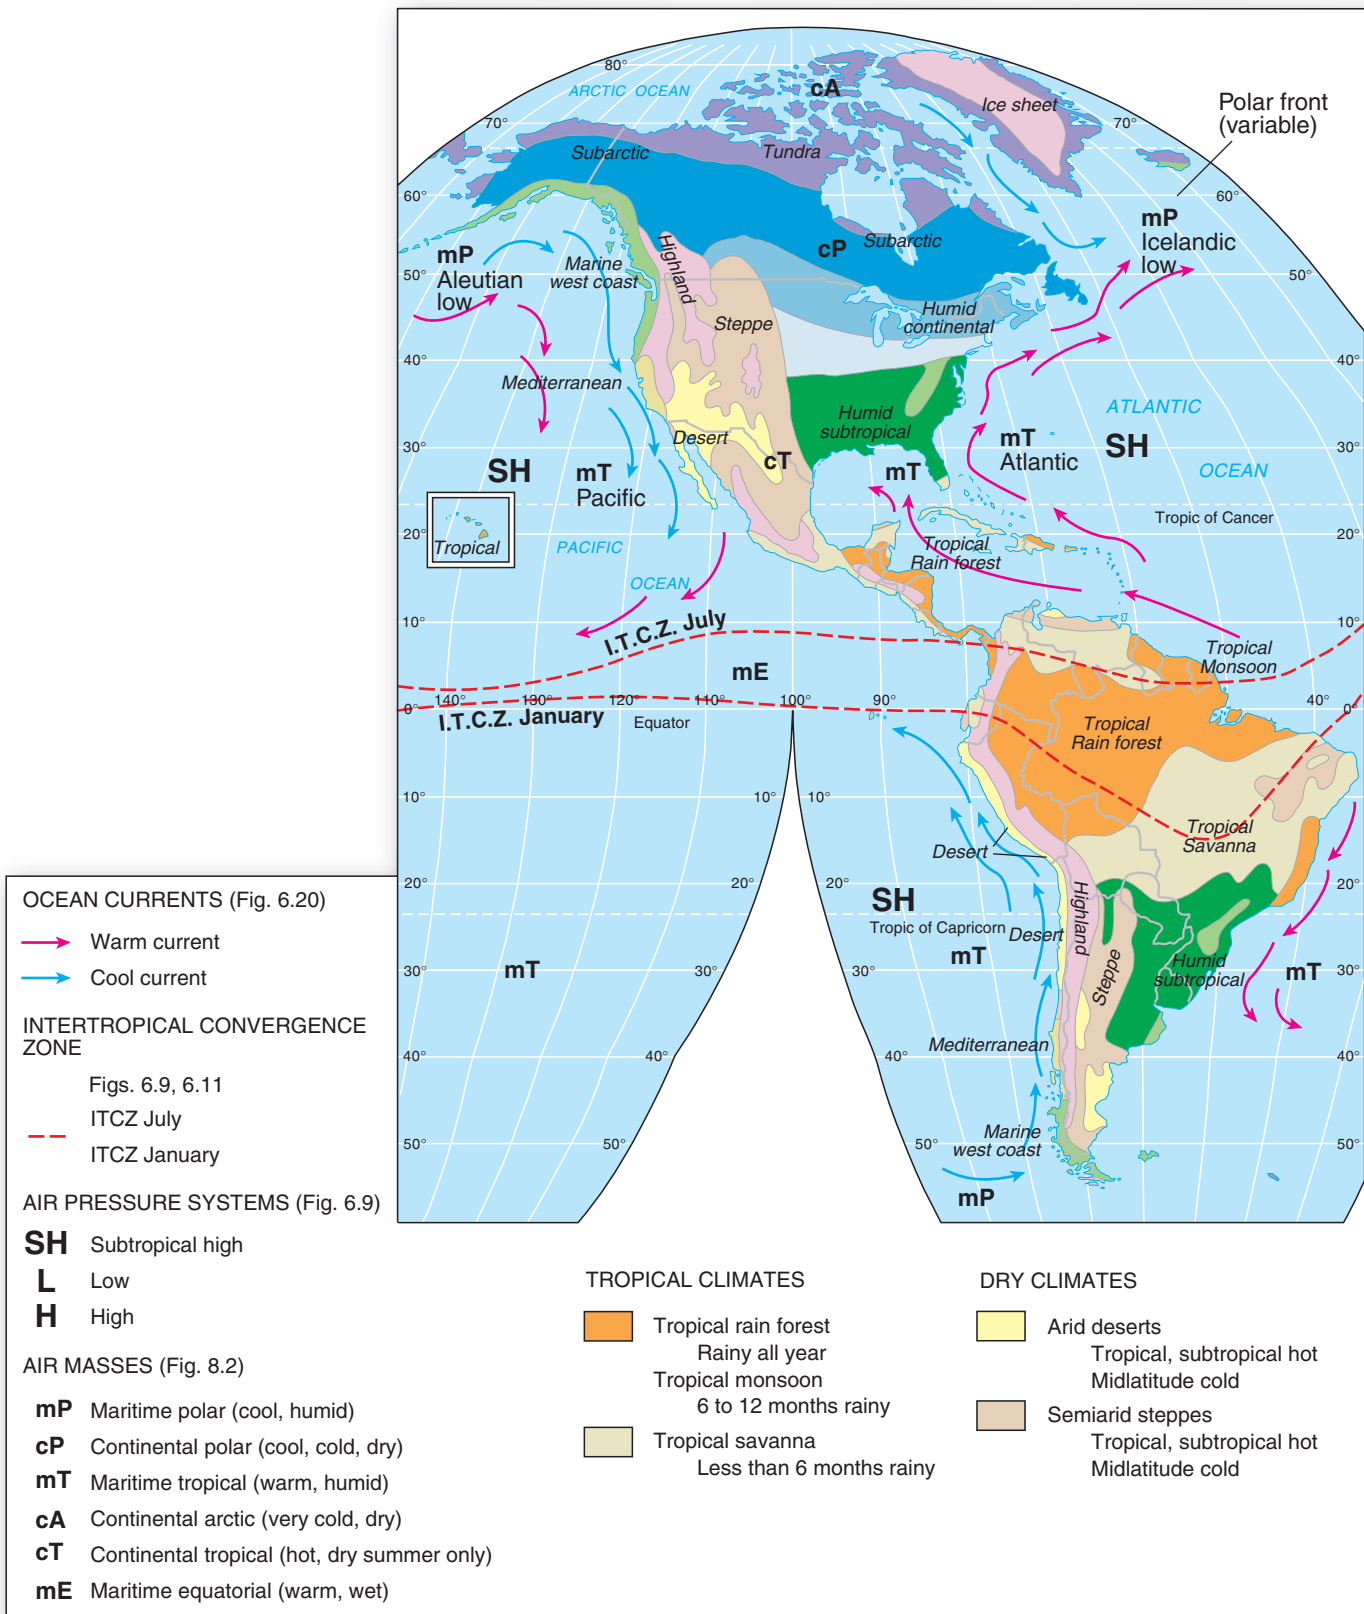 80°
ARCTIC OCEAN
cA
Ice sheet
Polar front
(variable)
70°
70°
Subarctic
Tundra
60°
60°
mP
Icelandic
low
cP
Subarctic
mP
Aleutian
low
Marine
west coast
Highland
50°
50°
Steppe
Humid
continental
40°
40°
Mediterranean
ATLANTIC
Humid
subtropical
Desert
mT
Atlantic
SH
30°
30°
SH
mT
Pacific
cT
mT
OCEAN
Tropic of Cancer
20°
20°
Tropical
PACIFIC
Tropical
Rain forest
OCEAN
10°
10°
I.T.C.Z. July
Tropical
Monsoon
mE
140°
130°
120°
110°
100°
90°
40°
0°
0°
I.T.C.Z. January
Equator
Tropical
Rain forest
10°
10°
10°
10°
Tropical
Savanna
Desert
20°
20°
20°
20°
SH
Highland
Tropic of Capricorn
Desert
mT
mT
Steppe
Humid
subtropical
mT
30°
30°
30°
30°
Mediterranean
40°
40°
40°
40°
Marine
west coast
50°
50°
50°
50°
mP
OCEAN CURRENTS (Fig. 6.20)
Warm current
Cool current
INTERTROPICAL CONVERGENCE
ZONE
Figs. 6.9, 6.11
ITCZ July
ITCZ January
AIR PRESSURE SYSTEMS (Fig. 6.9)
SH Subtropical high
L Low
H High
AIR MASSES (Fig. 8.2)
mP Maritime polar (cool, humid)
cP Continental polar (cool, cold, dry)
mT Maritime tropical (warm, humid)
cA Continental arctic (very cold, dry)
cT Continental tropical (hot, dry summer only)
mE Maritime equatorial (warm, wet)
TROPICAL CLIMATES
Tropical rain forest
Rainy all year
Tropical monsoon
6 to 12 months rainy
Tropical savanna
Less than 6 months rainy
DRY CLIMATES
Arid deserts
Tropical, subtropical hot
Midlatitude cold
Semiarid steppes
Tropical, subtropical hot
Midlatitude cold